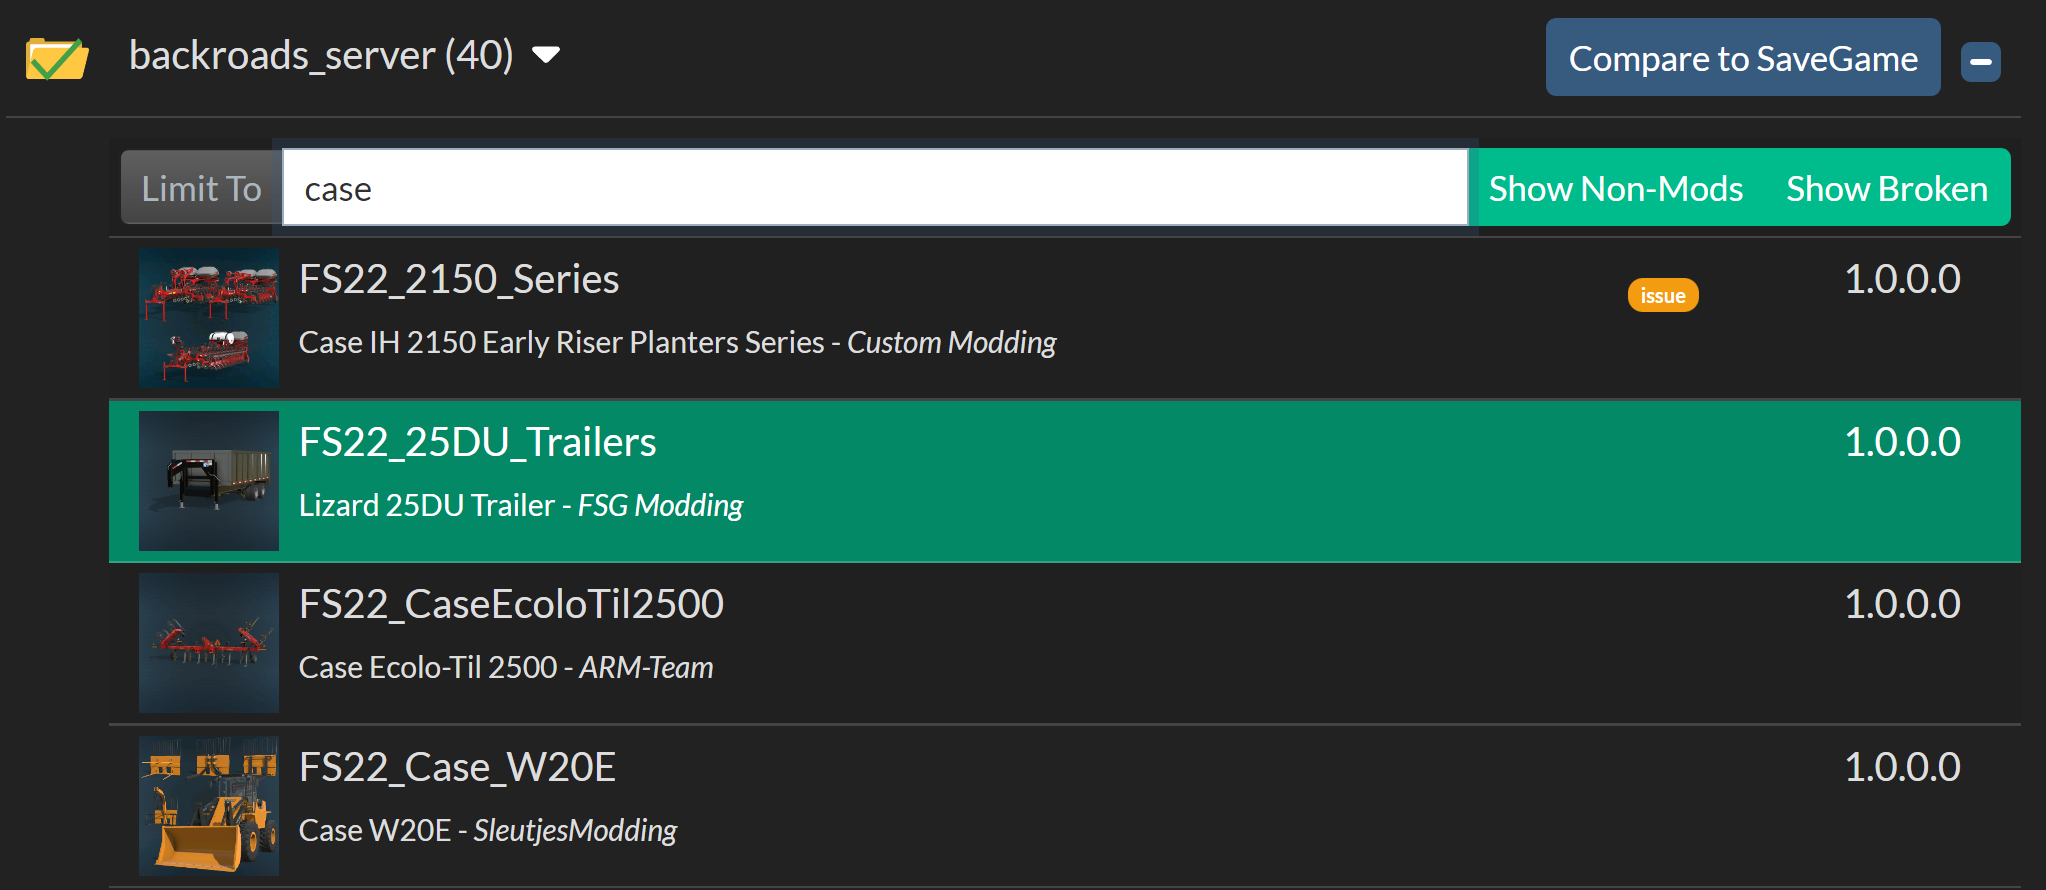 backroads_server (40)
Compare to SaveGame
Limit To
case
Show Non-Mods
Show Broken
FS22_2150_Series
issue
1.0.0.0
Case IH 2150 Early Riser Planters Series - Custom Modding
FS22_25DU_Trailers
1.0.0.0
Lizard 25DU Trailer - FSG Modding
FS22_CaseEcoloTil2500
1.0.0.0
Case Ecolo-Til 2500 - ARM-Team
FS22_Case_W20E
1.0.0.0
Case W20E - SleutjesModding